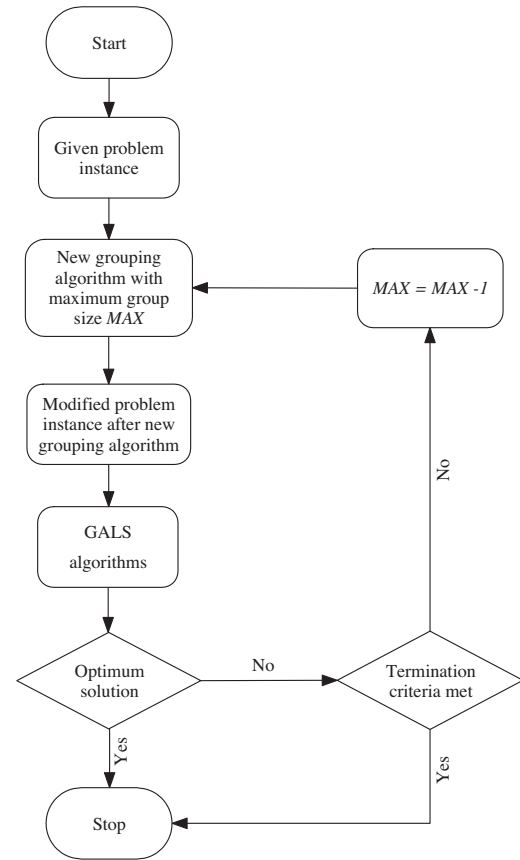 Start
Given problem
instance
New grouping
algorithm with
maximum group
size MAX
MAX = MAX -1
Modified problem
instance after new
grouping algorithm
No
GALS
algorithms
Optimum
solution
No
Termination
criteria met
Yes
Yes
Stop